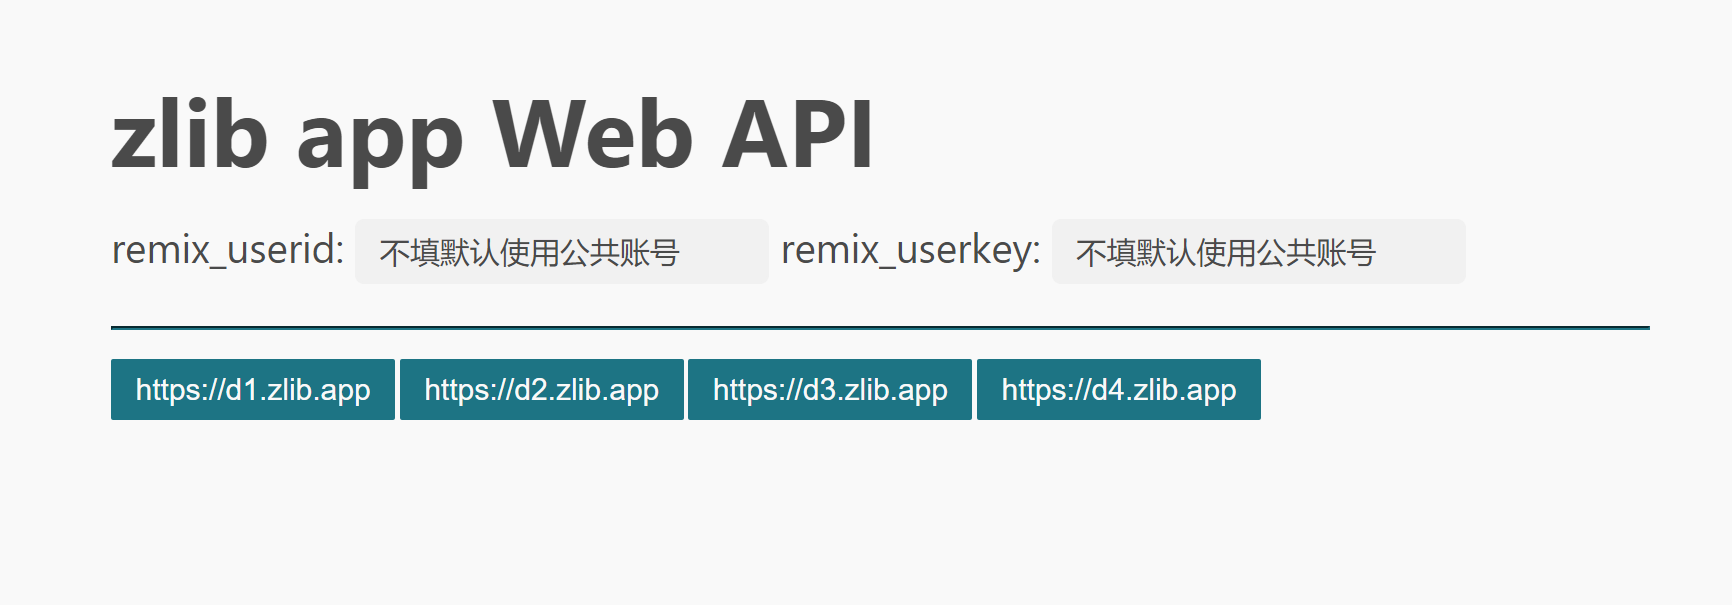 zlib app Web API
remix_userid: 不填默认使用公共账号 remix_userkey: 不填默认使用公共账号
https://d1.zlib.app https://d2.zlib.app https://d3.zlib.app https://d4.zlib.app